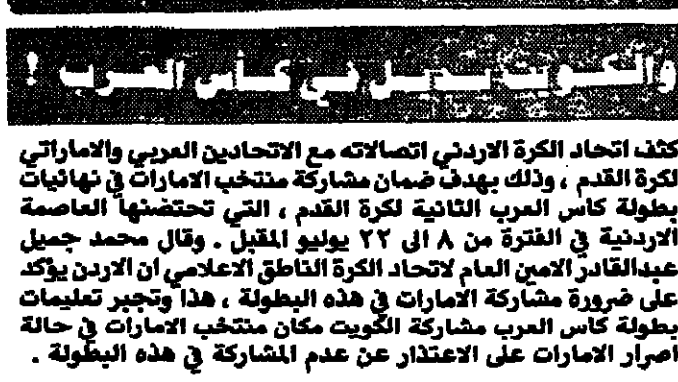 والكويت بديل في كأس العرب !
كثف اتحاد الكرة الاردني اتصالاته مع الاتحادين العربي والاماراتي
لكرة القدم ، وذلك بهدف ضمان مشاركة منتخب الامارات في نهائيات
بطولة كاس العرب الثانية لكرة القدم ، التي تحتضنها العاصمة
الاردنية في الفترة من ٨ الى ٢٢ يوليو المقبل . وقال محمد جميل
عبدالقادر الامين العام لاتحاد الكرة الناطق الاعلامي ان الاردن يؤكد
على ضرورة مشاركة الامارات في هذه البطولة ، هذا وتجبر تعليمات
بطولة كاس العرب مشاركة الكويت مكان منتخب الامارات في حالة
اصرار الامارات على الاعتذار عن عدم المشاركة في هذه البطولة .